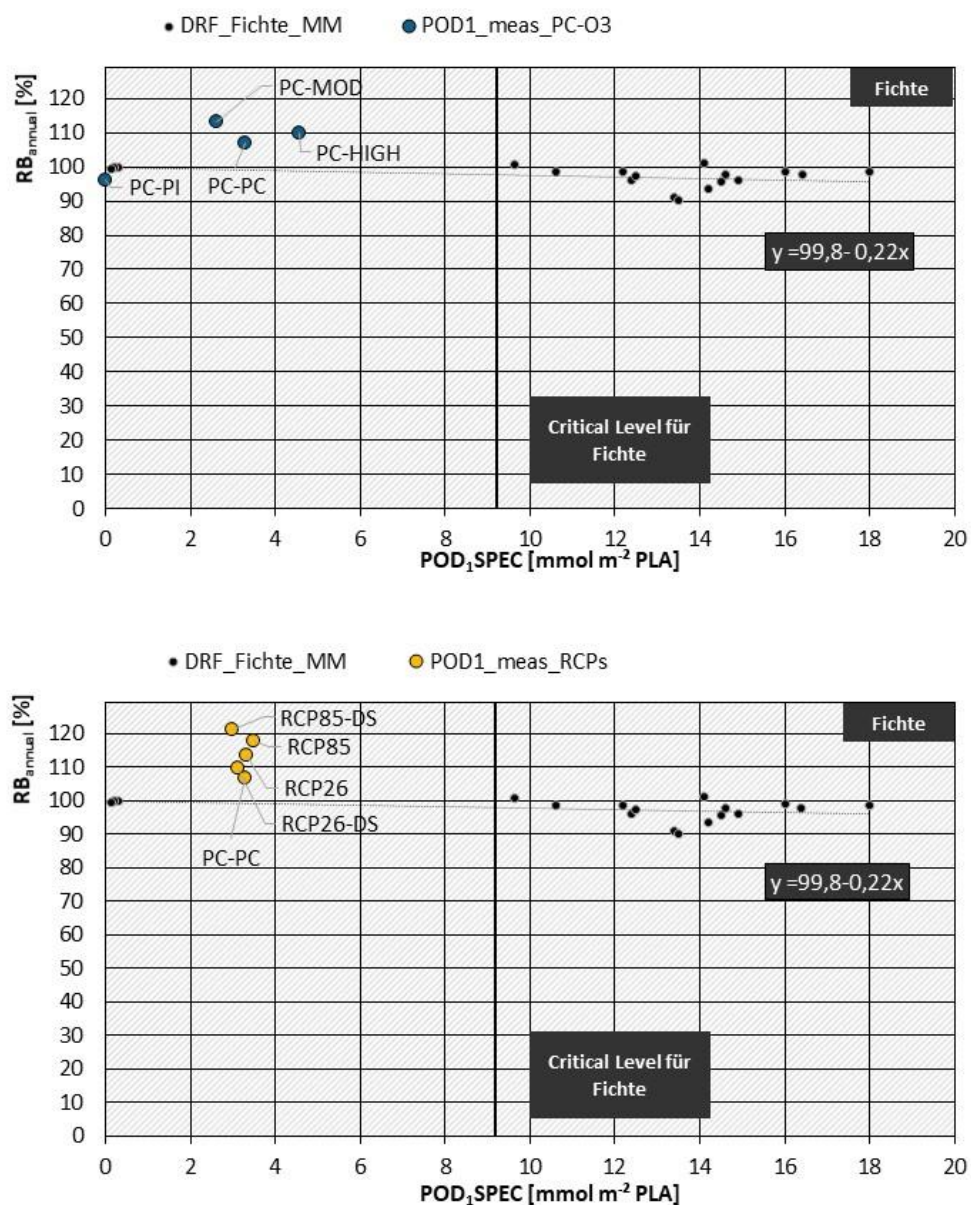 DRF_Fichte_MM POD1_meas_PC-O3
RB annual [%]
120
110
100
90
80
70
60
50
40
30
20
10
0
Fichte
PC-MOD
PC-HIGH
PC-PI
PC-PC
y =99,8- 0,22x
Critical Level für
Fichte
0 2 4 6 8 10 12 14 16 18 20
POD₁SPEC [mmol m⁻² PLA]
DRF_Fichte_MM POD1_meas_RCPs
RB annual [%]
120
110
100
90
80
70
60
50
40
30
20
10
0
Fichte
RCP85-DS
RCP85
RCP26
RCP26-DS
PC-PC
y =99,8-0,22x
Critical Level für
Fichte
0 2 4 6 8 10 12 14 16 18 20
POD₁SPEC [mmol m⁻² PLA]